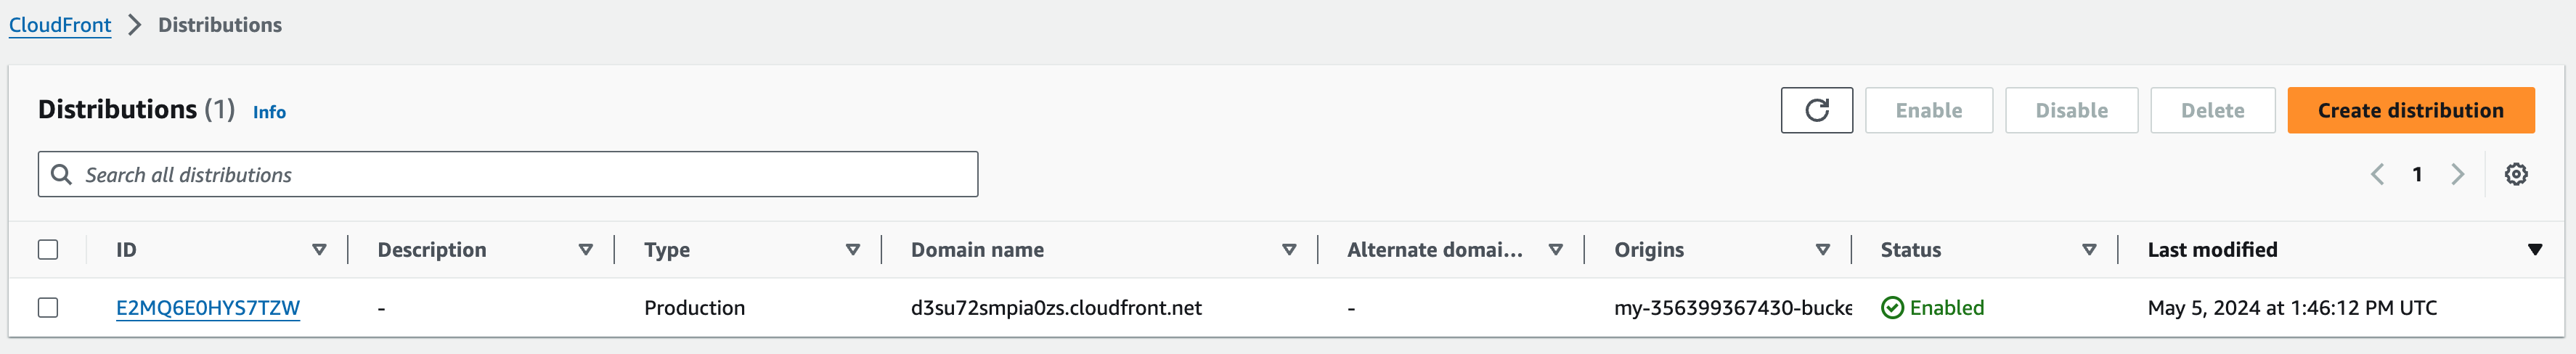 CloudFront > Distributions
Distributions (1) Info
Enable Disable Delete Create distribution
Search all distributions
1
ID Description Type Domain name Alternate domai... Origins Status Last modified
E2MQ6E0HYS7TZW - Production d3su72smpia0zs.cloudfront.net - my-356399367430-bucke Enabled May 5, 2024 at 1:46:12 PM UTC